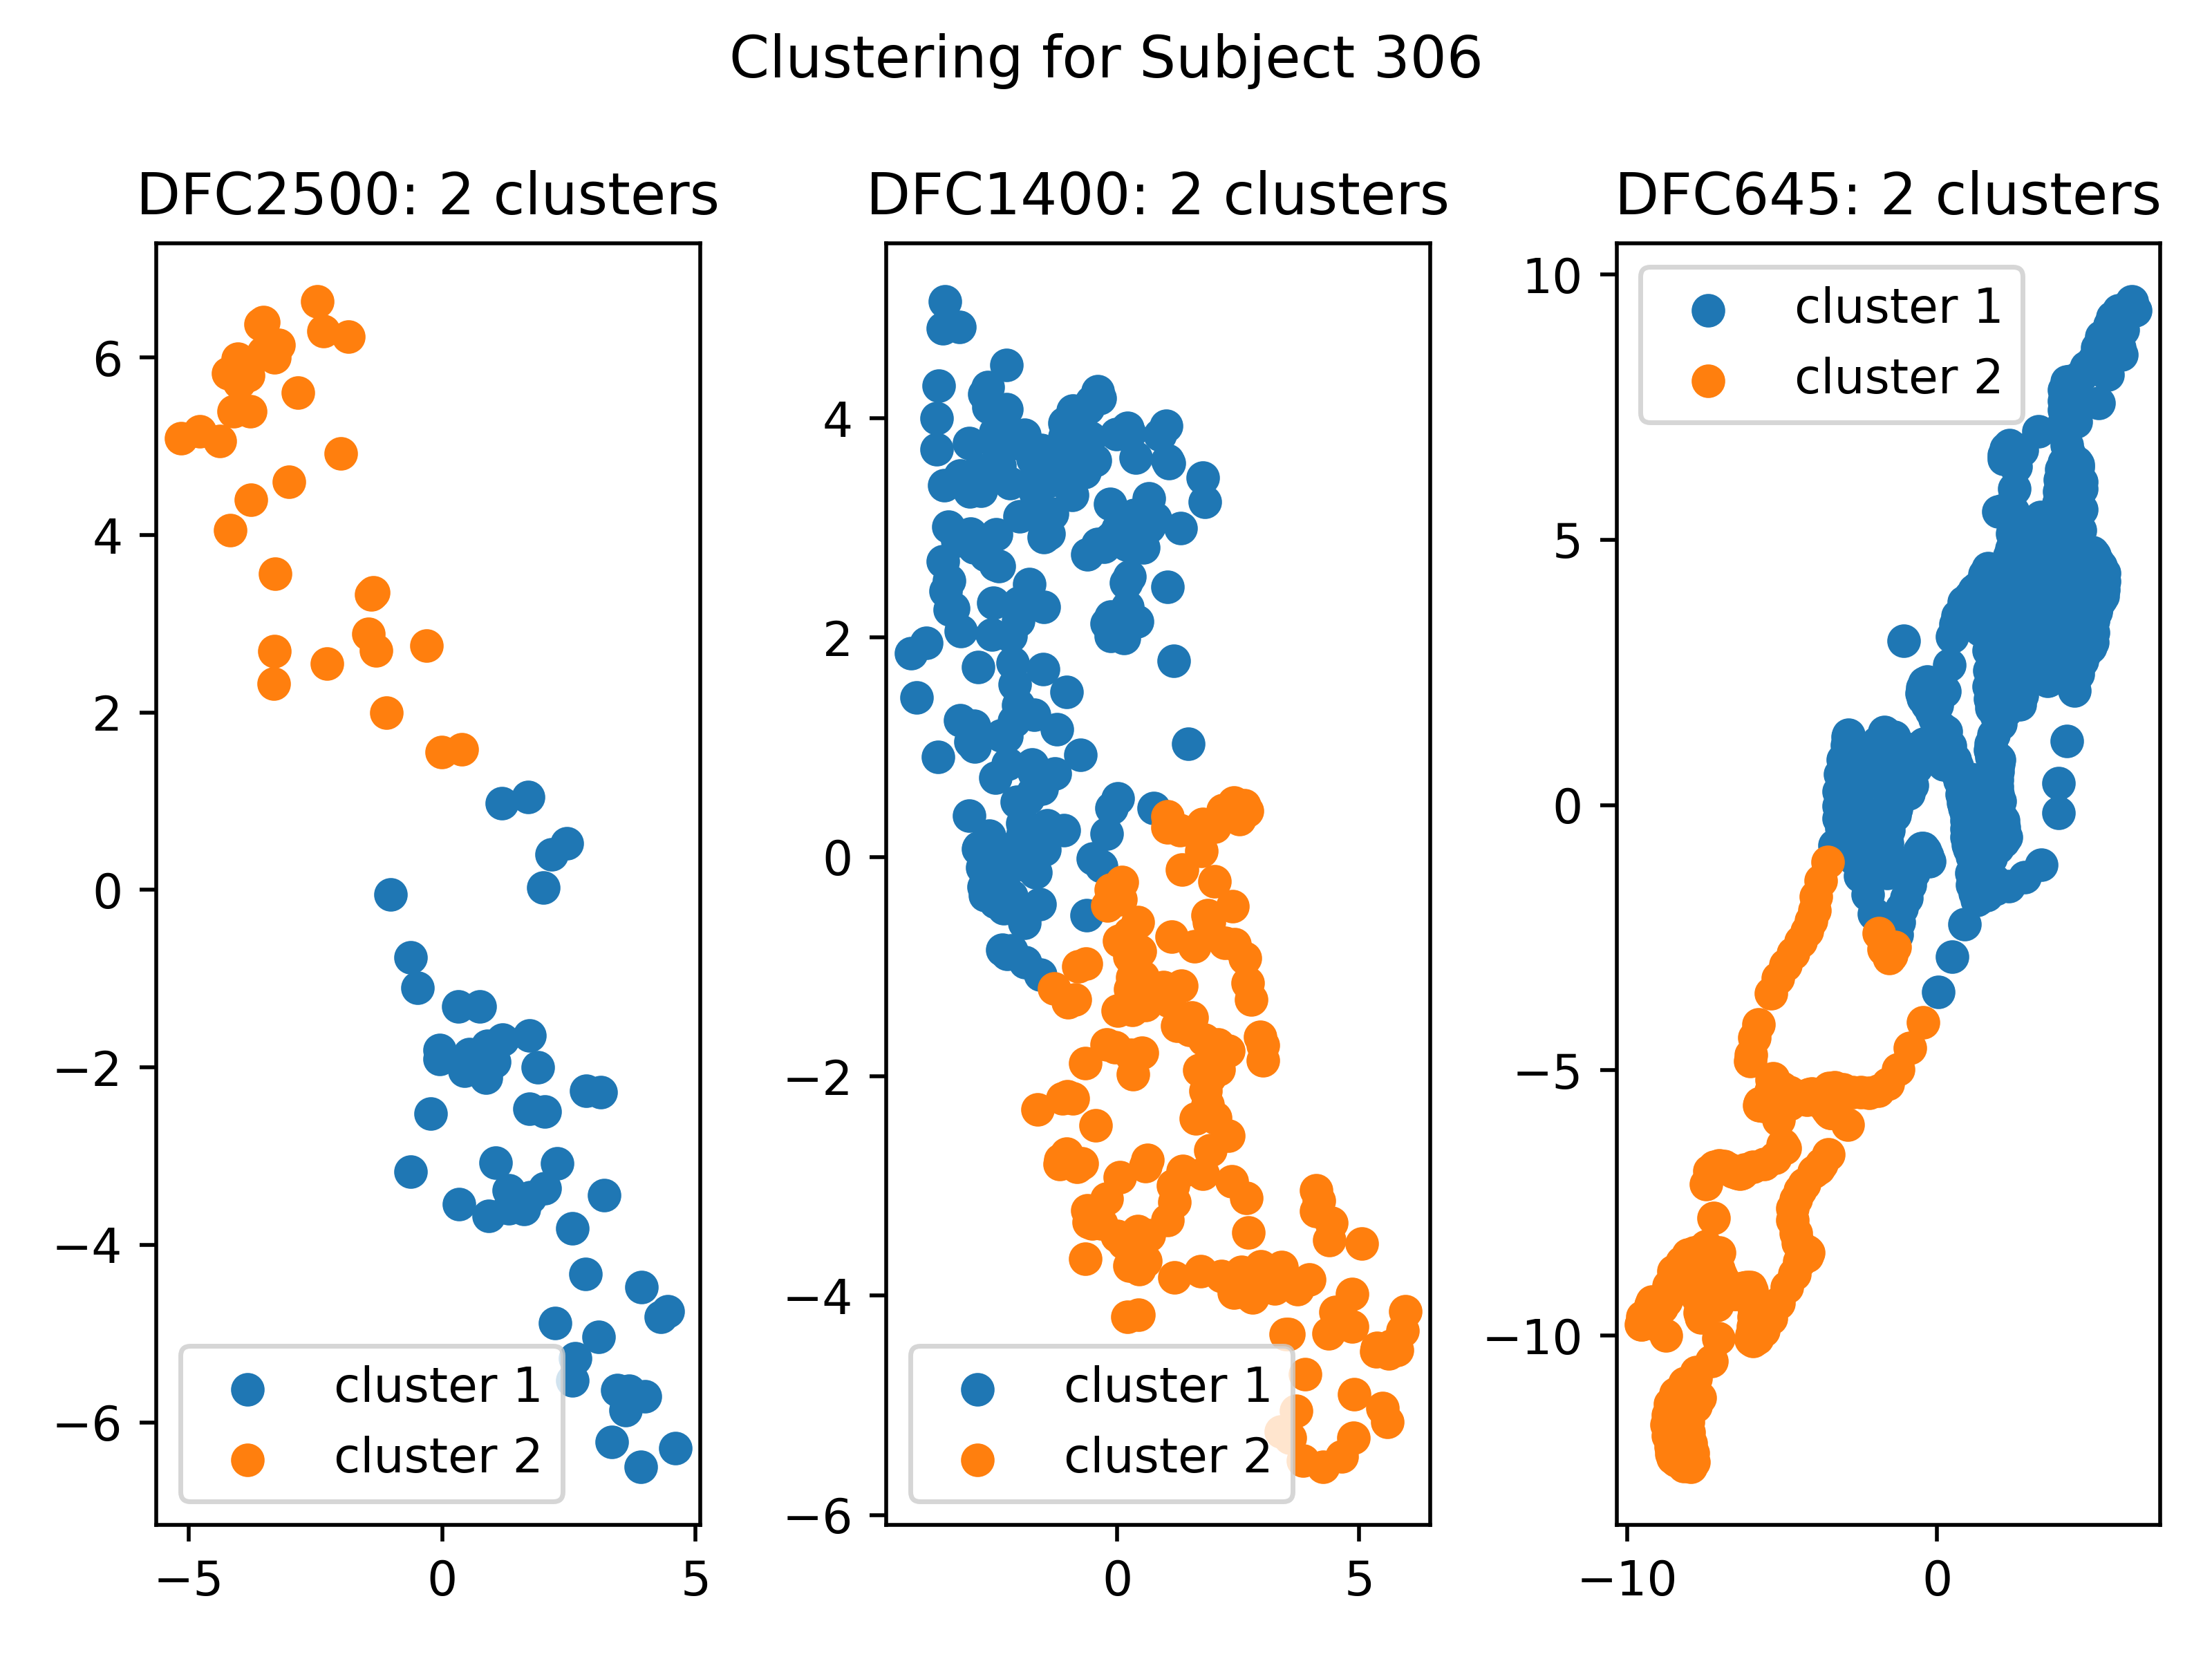 Clustering for Subject 306
DFC2500: 2 clusters
6
4
2
0
−2
−4
−6
−5
0
5
cluster 1
cluster 2
DFC1400: 2 clusters
4
2
0
−2
−4
−6
0
5
cluster 1
cluster 2
DFC645: 2 clusters
10
5
0
−5
−10
−10
0
cluster 1
cluster 2